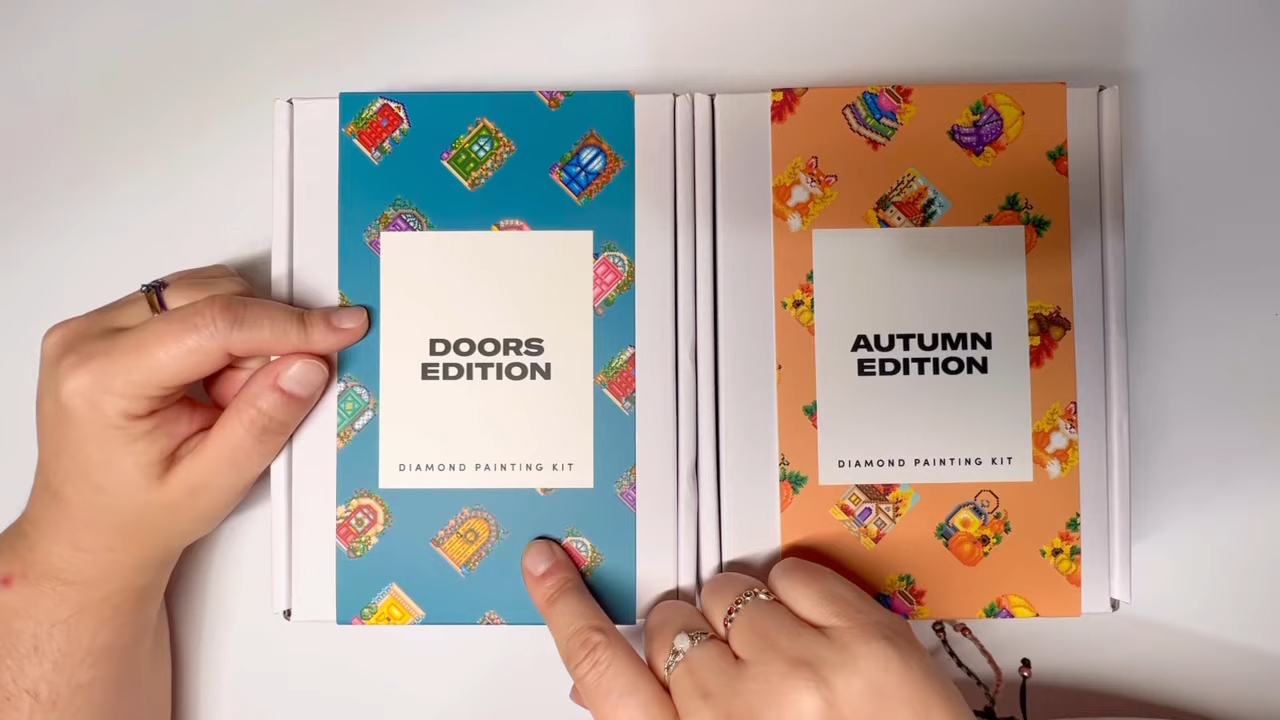 DOORS
EDITION
DIAMOND PAINTING KIT
AUTUMN
EDITION
DIAMOND PAINTING KIT